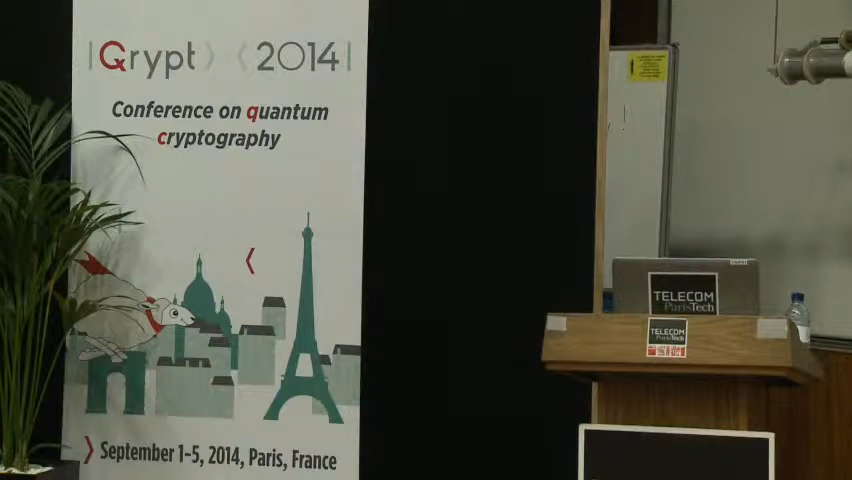 |Qrypt⟩ ⟨2014|
Conference on quantum
cryptography
September 1-5, 2014, Paris, France
TELECOM
ParisTech
TELECOM
ParisTech